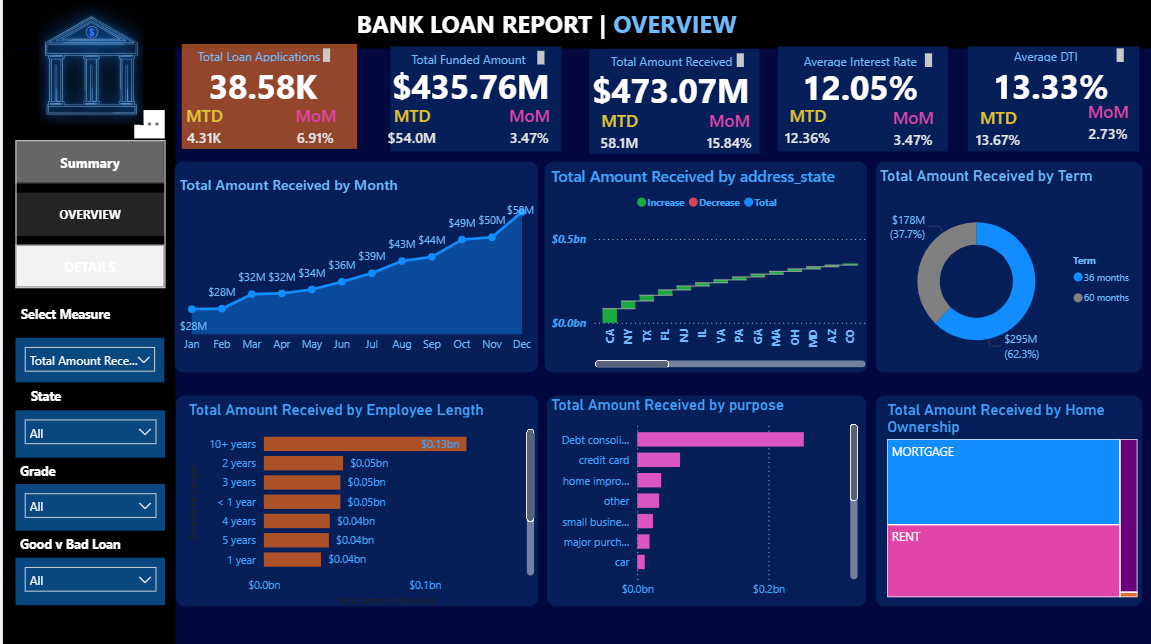 BANK LOAN REPORT | OVERVIEW
Total Loan Applications
38.58K
MTD MoM
4.31K 6.91%
Total Funded Amount
$435.76M
MTD MoM
$54.0M 3.47%
Total Amount Received
$473.07M
MTD MoM
58.1M 15.84%
Average Interest Rate
12.05%
MTD MoM
12.36% 3.47%
Average DTI
13.33%
MTD MoM
13.67% 2.73%
Summary
OVERVIEW
DETAILS
Select Measure
Total Amount Rece...
State
All
Grade
All
Good v Bad Loan
All
Total Amount Received by Month
$28M $28M $32M $32M $34M $36M $39M $43M $44M $49M $50M $58M
Jan Feb Mar Apr May Jun Jul Aug Sep Oct Nov Dec
Total Amount Received by address_state
Increase Decrease Total
$0.5bn
$0.0bn
CA NY TX FL NJ IL VA PA GA MA OH MD AZ CO
Total Amount Received by Term
$178M
(37.7%)
Term
36 months
60 months
$295M
(62.3%)
Total Amount Received by Employee Length
10+ years $0.13bn
2 years $0.05bn
3 years $0.05bn
< 1 year $0.05bn
4 years $0.04bn
5 years $0.04bn
1 year $0.04bn
$0.0bn $0.1bn
Total Amount Received by purpose
Debt consoli...
credit card
home impro...
other
small busine...
major purch...
car
$0.0bn $0.2bn
Total Amount Received by Home
Ownership
MORTGAGE
RENT